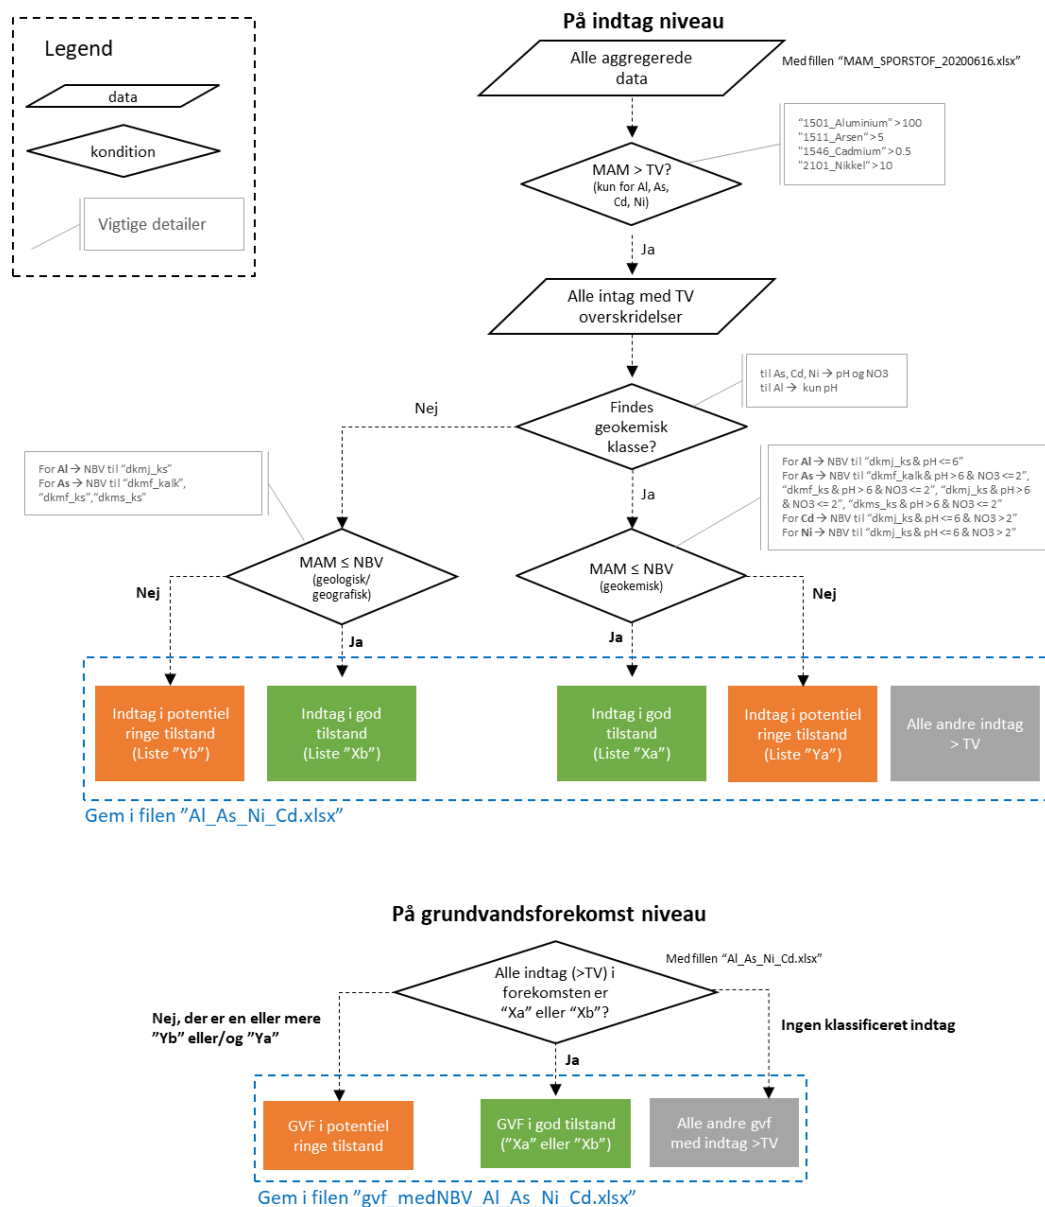 På indtag niveau
Legend
data
kondition
Vigtige detailer
Alle aggregerede
data
Med fillen “MAM_SPORSTOF_20200616.xlsx”
“1501_Aluminium” > 100
"1511_Arsen“ > 5
"1546_Cadmium“ > 0.5
"2101_Nikkel“ > 10
MAM > TV?
(kun for Al, As,
Cd, Ni)
Ja
Alle intag med TV
overskridelser
til As, Cd, Ni → pH og NO3
til Al → kun pH
Findes
geokemisk
klasse?
Nej
Ja
For Al → NBV til “dkmj_ks”
For As → NBV til “dkmf_kalk”,
“dkmf_ks”,“dkms_ks”
For Al → NBV til “dkmj_ks & pH <= 6”
For As → NBV til “dkmf_kalk & pH > 6 & NO3 <= 2”,
“dkmf_ks & pH > 6 & NO3 <= 2”, “dkmj_ks & pH > 6
& NO3 <= 2”, “dkms_ks & pH > 6 & NO3 <= 2”
For Cd → NBV til “dkmj_ks & pH <= 6 & NO3 > 2”
For Ni → NBV til “dkmj_ks & pH <= 6 & NO3 > 2”
MAM ≤ NBV
(geologisk/
geografisk)
MAM ≤ NBV
(geokemisk)
Nej
Ja
Ja
Nej
Indtag i potentiel
ringe tilstand
(Liste ”Yb”)
Indtag i god
tilstand
(Liste ”Xb”)
Indtag i god
tilstand
(Liste ”Xa”)
Indtag i potentiel
ringe tilstand
(Liste ”Ya”)
Alle andre indtag
> TV
Gem i filen ”Al_As_Ni_Cd.xlsx”
På grundvandsforekomst niveau
Med fillen “Al_As_Ni_Cd.xlsx”
Alle indtag (>TV) i
forekomsten er
“Xa” eller “Xb”?
Nej, der er en eller mere
”Yb” eller/og ”Ya”
Ja
Ingen klassificeret indtag
GVF i potentiel
ringe tilstand
GVF i god tilstand
(”Xa” eller ”Xb”)
Alle andre gvf
med indtag >TV
Gem i filen ”gvf_medNBV_Al_As_Ni_Cd.xlsx”